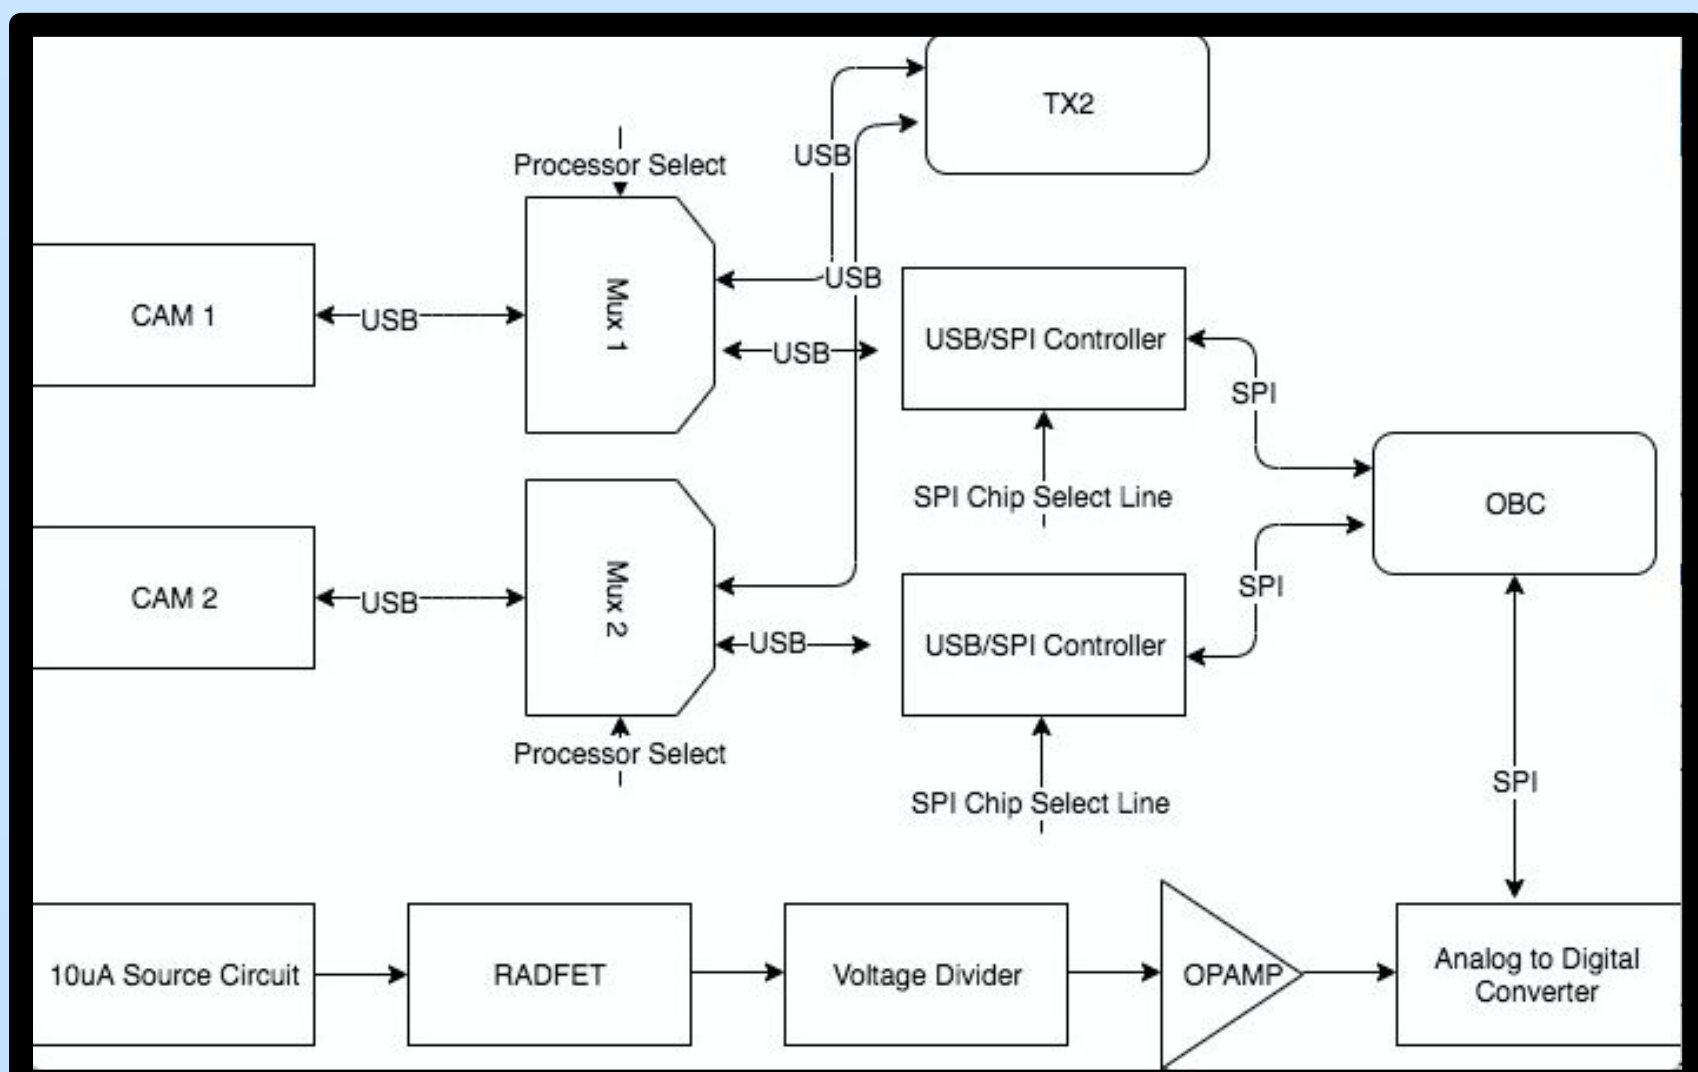 TX2
USB
Processor Select
USB
CAM 1
USB
Mux 1
USB
USB/SPI Controller
SPI
SPI Chip Select Line
OBC
CAM 2
USB
Mux 2
USB
USB/SPI Controller
SPI
Processor Select
SPI Chip Select Line
SPI
10uA Source Circuit
RADFET
Voltage Divider
OPAMP
Analog to Digital
Converter